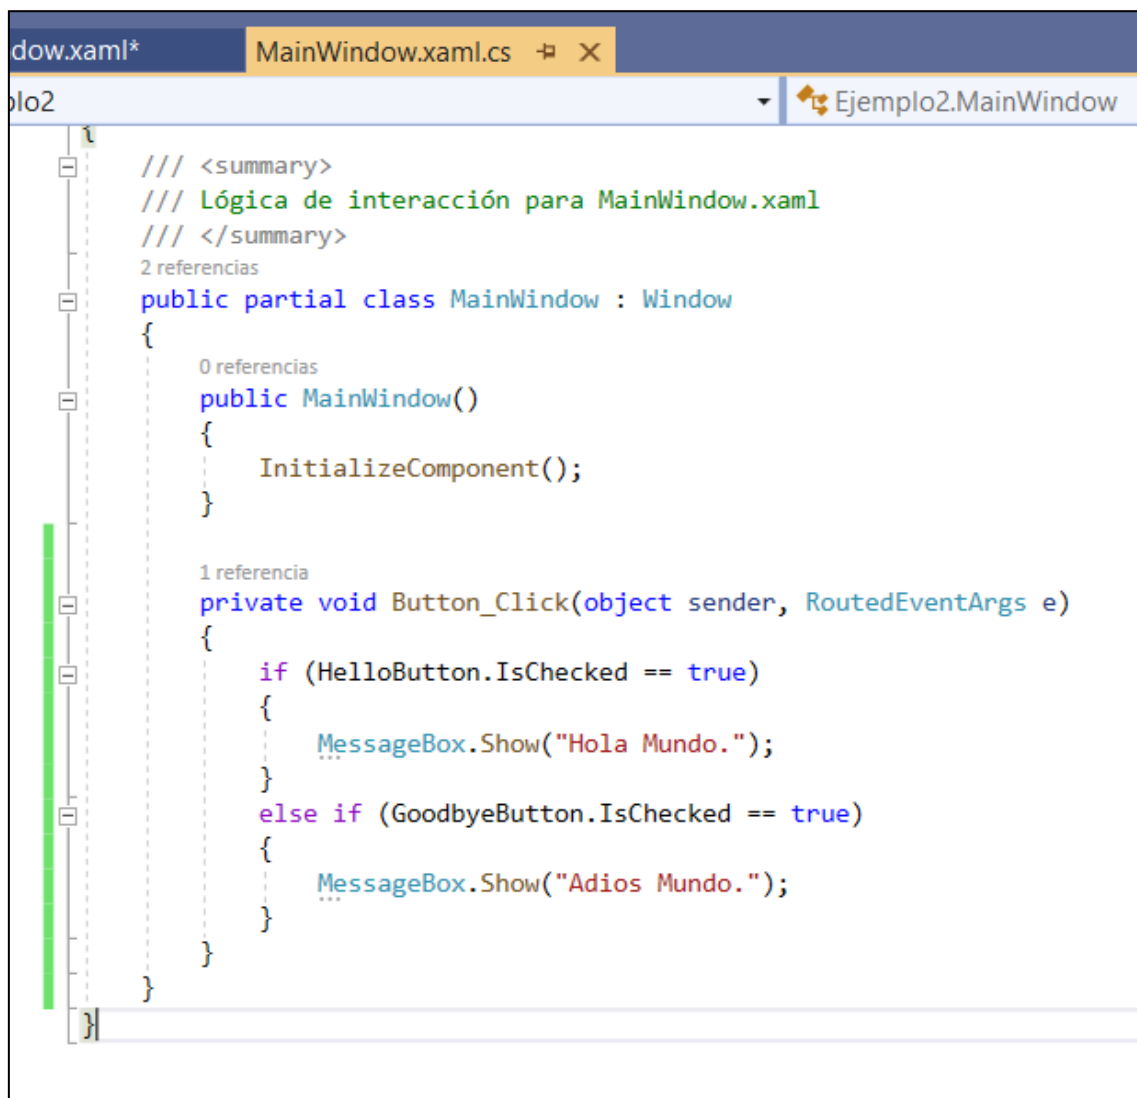 dow.xaml* MainWindow.xaml.cs
Ejemplo2.MainWindow
{
/// <summary>
/// Lógica de interacción para MainWindow.xaml
/// </summary>
2 referencias
public partial class MainWindow : Window
{
0 referencias
public MainWindow()
{
InitializeComponent();
}
1 referencia
private void Button_Click(object sender, RoutedEventArgs e)
{
if (HelloButton.IsChecked == true)
{
MessageBox.Show("Hola Mundo.");
}
else if (GoodbyeButton.IsChecked == true)
{
MessageBox.Show("Adios Mundo.");
}
}
}
}